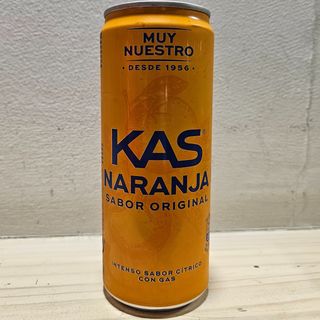 MUY
NUESTRO
• DESDE 1956 •
KAS
NARANJA
SABOR ORIGINAL
INTENSO SABOR CÍTRICO
CON GAS